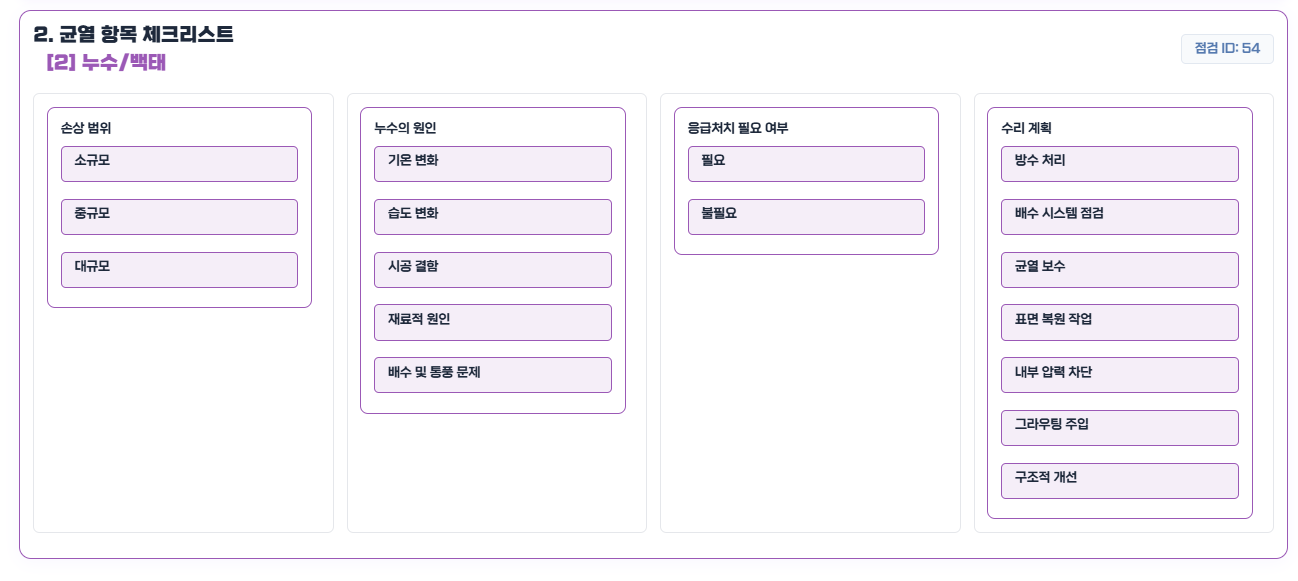 2. 균열 항목 체크리스트
[2] 누수/백태
점검 ID: 54
손상 범위
소규모
중규모
대규모
누수의 원인
기온 변화
습도 변화
시공 결함
재료적 원인
배수 및 통풍 문제
응급처치 필요 여부
필요
불필요
수리 계획
방수 처리
배수 시스템 점검
균열 보수
표면 복원 작업
내부 압력 차단
그라우팅 주입
구조적 개선